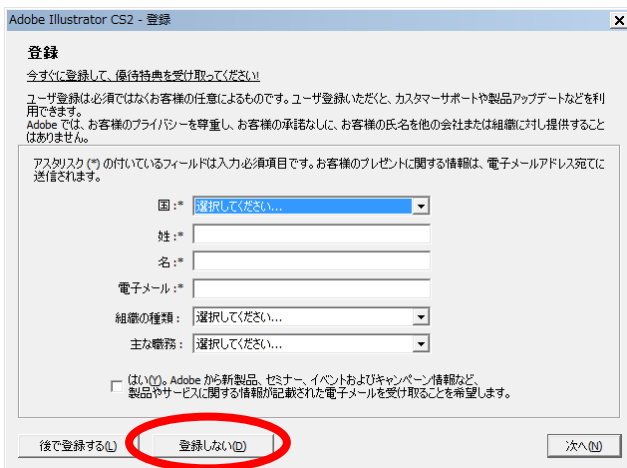 Adobe Illustrator CS2 - 登録
登録
今すぐに登録して、優待特典を受け取ってください!
ユーザ登録は必須ではなくお客様の任意によるものです。ユーザ登録いただくと、カスタマーサポートや製品アップデートなどを利
用できます。
Adobe では、お客様のプライバシーを尊重し、お客様の承諾なしに、お客様の氏名を他の会社または組織に対し提供すること
はありません。
アスタリスク (*) の付いているフィールドは入力必須項目です。お客様のプレゼントに関する情報は、電子メールアドレス宛てに
送信されます。
国 :* 選択してください...
姓 :*
名 :*
電子メール :*
組織の種類 : 選択してください...
主な職務 : 選択してください...
はい(Y)。Adobe から新製品、セミナー、イベントおよびキャンペーン情報など、
製品やサービスに関する情報が記載された電子メールを受け取ることを希望します。
後で登録する(L) 登録しない(D) 次へ(N)